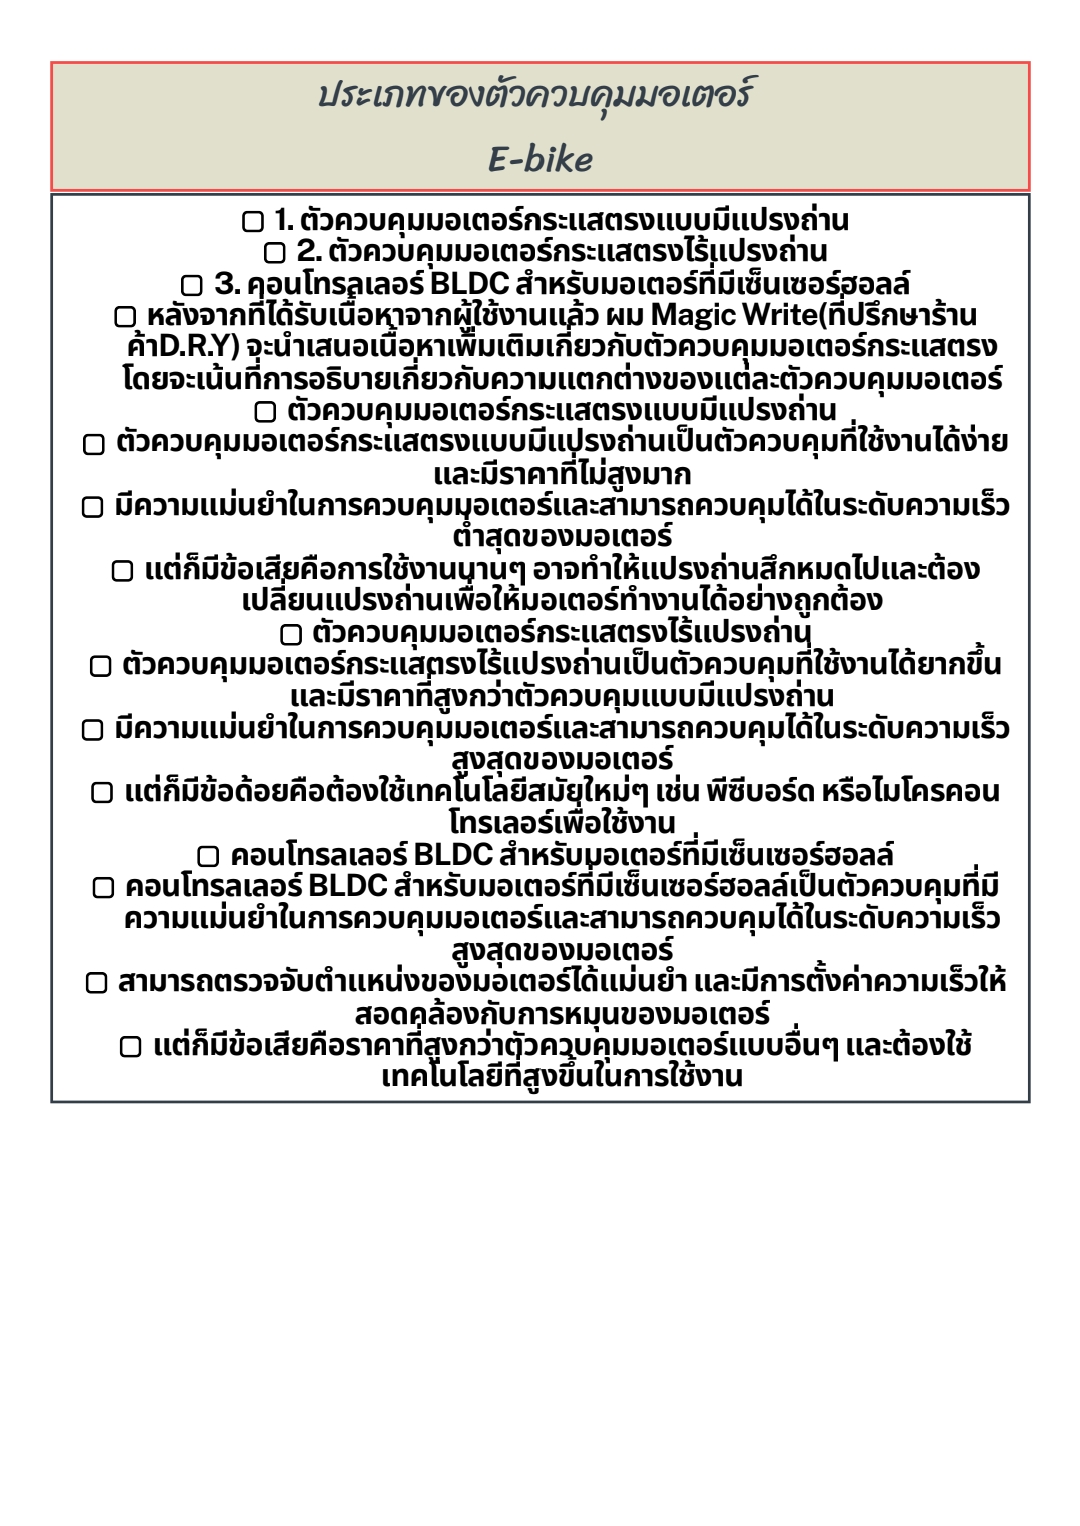 ประเภทของตัวควบคุมมอเตอร์
E-bike
1. ตัวควบคุมมอเตอร์กระแสตรงแบบมีแปรงถ่าน
2. ตัวควบคุมมอเตอร์กระแสตรงไร้แปรงถ่าน
3. คอนโทรลเลอร์ BLDC สำหรับมอเตอร์ที่มีเซ็นเซอร์ฮอลล์
หลังจากที่ได้รับเนื้อหาจากผู้ใช้งานแล้ว ผม Magic Write(ที่ปรึกษาร้าน
ค้าD.R.Y) จะนำเสนอเนื้อหาเพิ่มเติมเกี่ยวกับตัวควบคุมมอเตอร์กระแสตรง
โดยจะเน้นที่การอธิบายเกี่ยวกับความแตกต่างของแต่ละตัวควบคุมมอเตอร์
ตัวควบคุมมอเตอร์กระแสตรงแบบมีแปรงถ่าน
ตัวควบคุมมอเตอร์กระแสตรงแบบมีแปรงถ่านเป็นตัวควบคุมที่ใช้งานได้ง่าย
และมีราคาที่ไม่สูงมาก
มีความแม่นยำในการควบคุมมอเตอร์และสามารถควบคุมได้ในระดับความเร็ว
ต่ำสุดของมอเตอร์
แต่ก็มีข้อเสียคือการใช้งานนานๆ อาจทำให้แปรงถ่านสึกหมดไปและต้อง
เปลี่ยนแปรงถ่านเพื่อให้มอเตอร์ทำงานได้อย่างถูกต้อง
ตัวควบคุมมอเตอร์กระแสตรงไร้แปรงถ่าน
ตัวควบคุมมอเตอร์กระแสตรงไร้แปรงถ่านเป็นตัวควบคุมที่ใช้งานได้ยากขึ้น
และมีราคาที่สูงกว่าตัวควบคุมแบบมีแปรงถ่าน
มีความแม่นยำในการควบคุมมอเตอร์และสามารถควบคุมได้ในระดับความเร็ว
สูงสุดของมอเตอร์
แต่ก็มีข้อด้อยคือต้องใช้เทคโนโลยีสมัยใหม่ๆ เช่น พีซีบอร์ด หรือไมโครคอน
โทรเลอร์เพื่อใช้งาน
คอนโทรลเลอร์ BLDC สำหรับมอเตอร์ที่มีเซ็นเซอร์ฮอลล์
คอนโทรลเลอร์ BLDC สำหรับมอเตอร์ที่มีเซ็นเซอร์ฮอลล์เป็นตัวควบคุมที่มี
ความแม่นยำในการควบคุมมอเตอร์และสามารถควบคุมได้ในระดับความเร็ว
สูงสุดของมอเตอร์
สามารถตรวจจับตำแหน่งของมอเตอร์ได้แม่นยำ และมีการตั้งค่าความเร็วให้
สอดคล้องกับการหมุนของมอเตอร์
แต่ก็มีข้อเสียคือราคาที่สูงกว่าตัวควบคุมมอเตอร์แบบอื่นๆ และต้องใช้
เทคโนโลยีที่สูงขึ้นในการใช้งาน